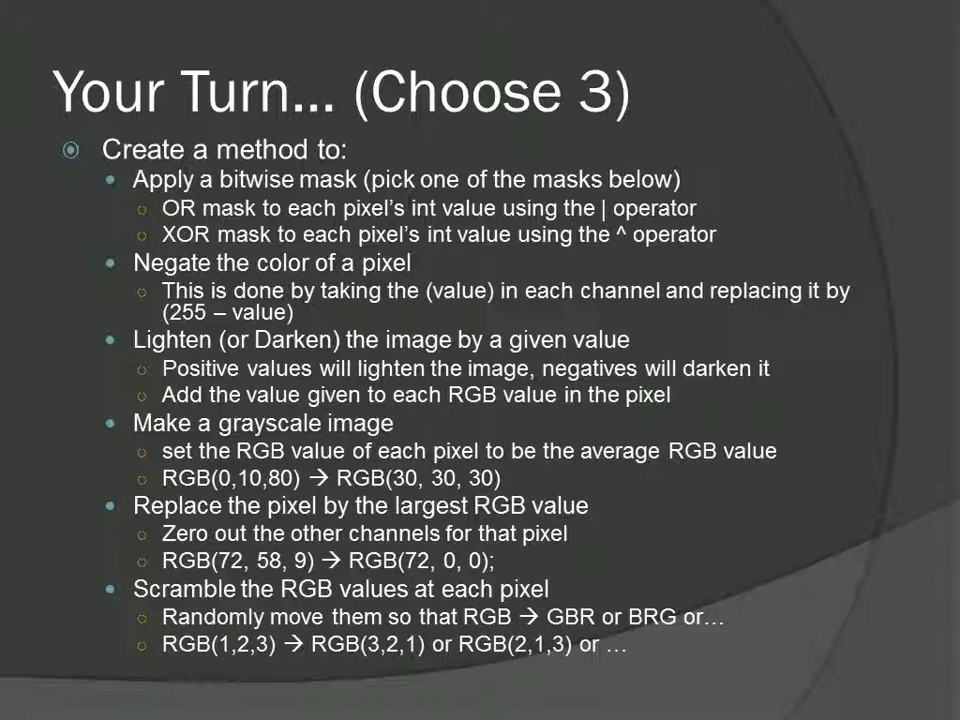 Your Turn... (Choose 3)
Create a method to:
Apply a bitwise mask (pick one of the masks below)
OR mask to each pixel's int value using the | operator
XOR mask to each pixel's int value using the ^ operator
Negate the color of a pixel
This is done by taking the (value) in each channel and replacing it by
(255 – value)
Lighten (or Darken) the image by a given value
Positive values will lighten the image, negatives will darken it
Add the value given to each RGB value in the pixel
Make a grayscale image
set the RGB value of each pixel to be the average RGB value
RGB(0,10,80) → RGB(30, 30, 30)
Replace the pixel by the largest RGB value
Zero out the other channels for that pixel
RGB(72, 58, 9) → RGB(72, 0, 0);
Scramble the RGB values at each pixel
Randomly move them so that RGB → GBR or BRG or…
RGB(1,2,3) → RGB(3,2,1) or RGB(2,1,3) or …